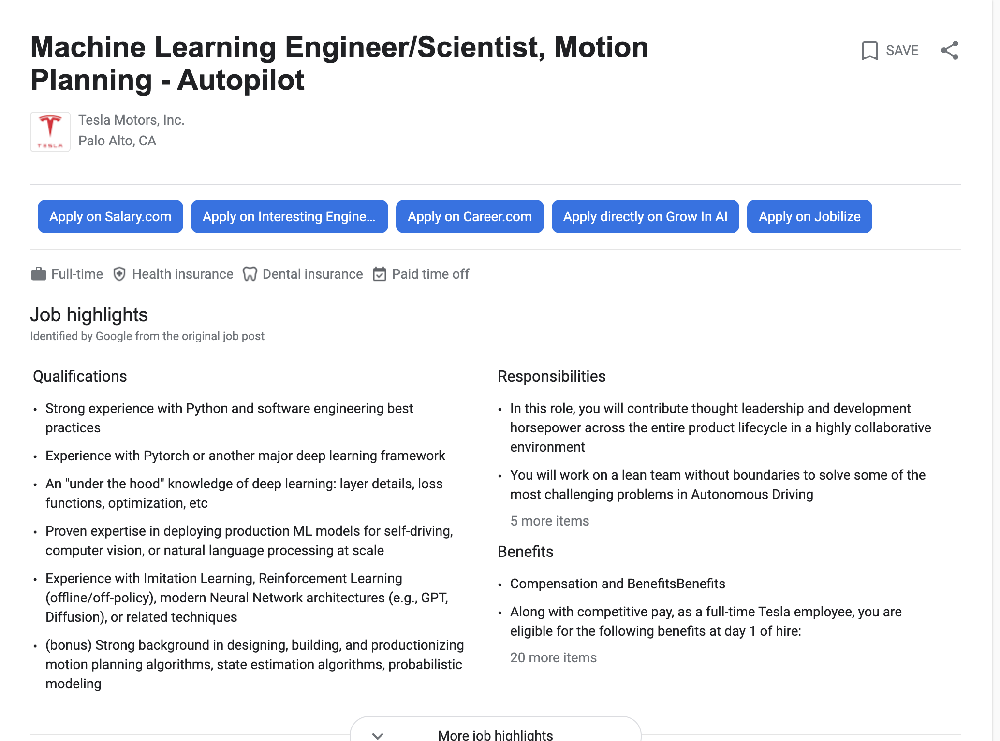 Machine Learning Engineer/Scientist, Motion
Planning - Autopilot
SAVE
TESLA
Tesla Motors, Inc.
Palo Alto, CA
Apply on Salary.com
Apply on Interesting Engine...
Apply on Career.com
Apply directly on Grow In AI
Apply on Jobilize
Full-time
Health insurance
Dental insurance
Paid time off
Job highlights
Identified by Google from the original job post
Qualifications
• Strong experience with Python and software engineering best
practices
• Experience with Pytorch or another major deep learning framework
• An "under the hood" knowledge of deep learning: layer details, loss
functions, optimization, etc
• Proven expertise in deploying production ML models for self-driving,
computer vision, or natural language processing at scale
• Experience with Imitation Learning, Reinforcement Learning
(offline/off-policy), modern Neural Network architectures (e.g., GPT,
Diffusion), or related techniques
• (bonus) Strong background in designing, building, and productionizing
motion planning algorithms, state estimation algorithms, probabilistic
modeling
Responsibilities
• In this role, you will contribute thought leadership and development
horsepower across the entire product lifecycle in a highly collaborative
environment
• You will work on a lean team without boundaries to solve some of the
most challenging problems in Autonomous Driving
5 more items
Benefits
• Compensation and BenefitsBenefits
• Along with competitive pay, as a full-time Tesla employee, you are
eligible for the following benefits at day 1 of hire:
20 more items
More job highlights